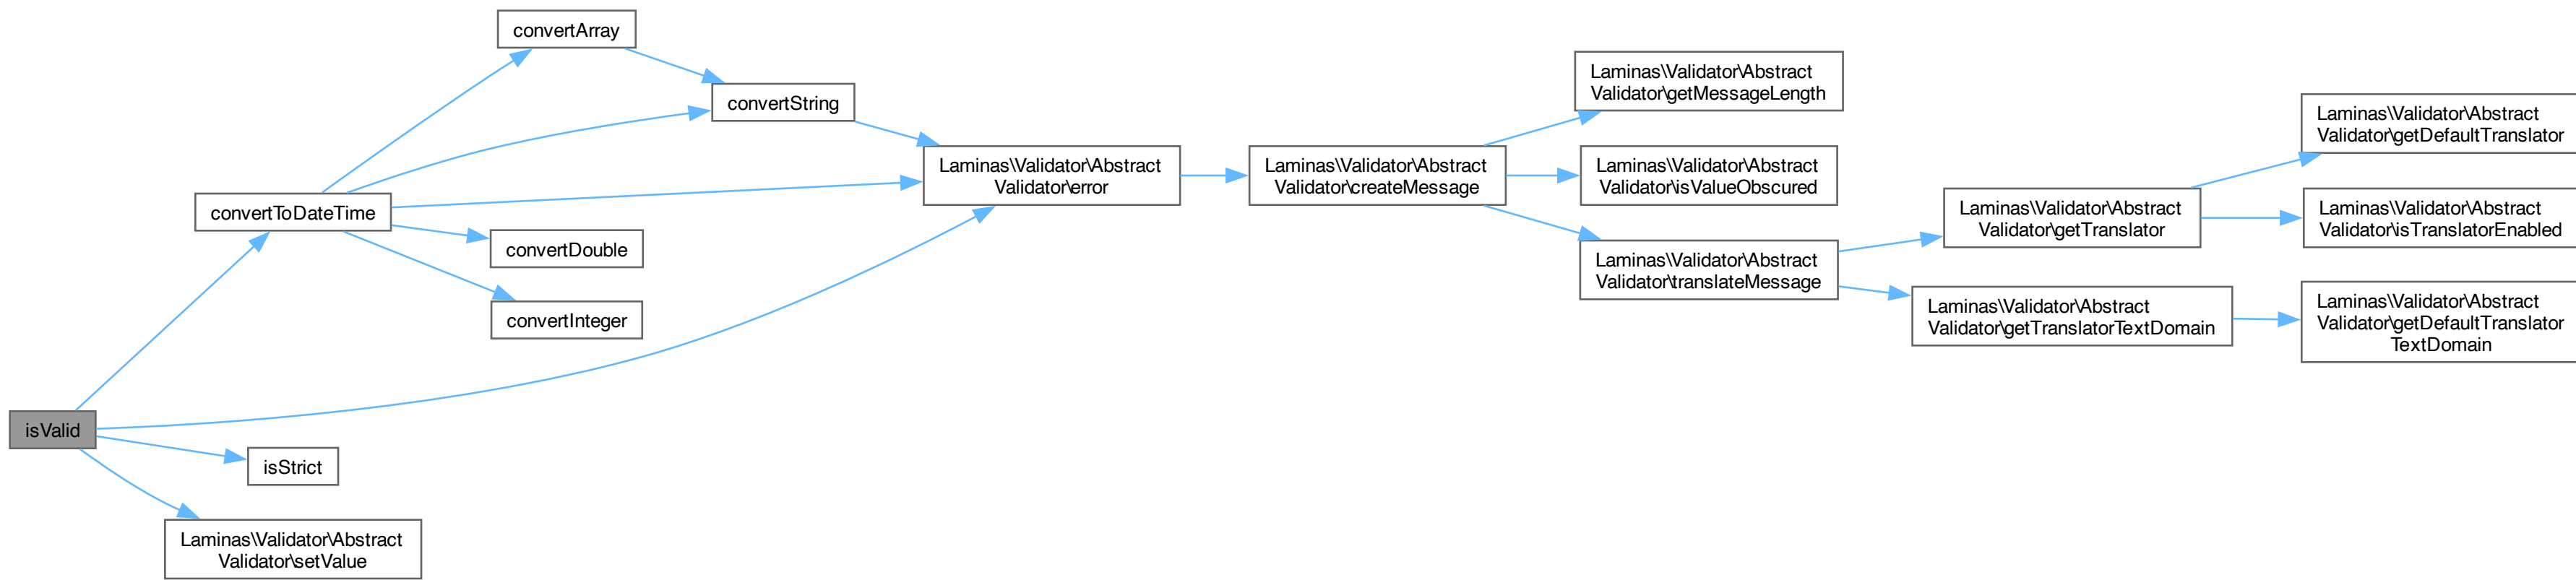 isValid
convertToDateTime
convertArray
convertString
Laminas\Validator\Abstract
Validator\error
Laminas\Validator\Abstract
Validator\createMessage
Laminas\Validator\Abstract
Validator\getMessageLength
Laminas\Validator\Abstract
Validator\isValueObscured
Laminas\Validator\Abstract
Validator\translateMessage
Laminas\Validator\Abstract
Validator\getTranslator
Laminas\Validator\Abstract
Validator\getDefaultTranslator
Laminas\Validator\Abstract
Validator\isTranslatorEnabled
Laminas\Validator\Abstract
Validator\getTranslatorTextDomain
Laminas\Validator\Abstract
Validator\getDefaultTranslator
TextDomain
convertDouble
convertInteger
isStrict
Laminas\Validator\Abstract
Validator\setValue